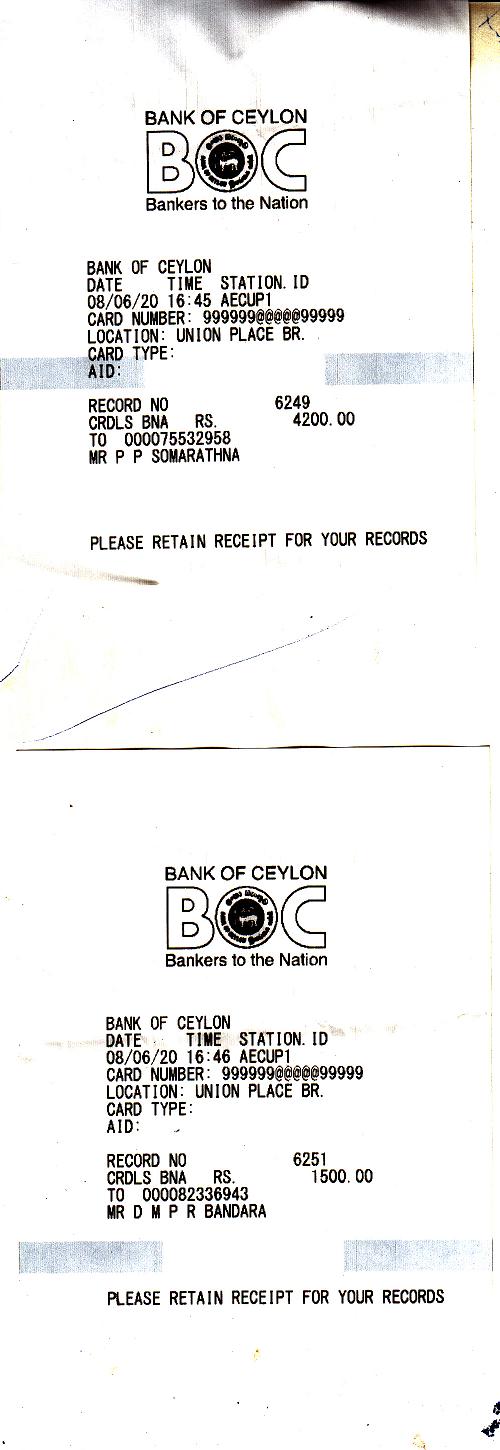 BANK OF CEYLON
BOC
Bankers to the Nation
BANK OF CEYLON
DATE TIME STATION.ID
08/06/20 16:45 AECUP1
CARD NUMBER: 999999@@@@@99999
LOCATION: UNION PLACE BR.
CARD TYPE:
AID:
RECORD NO 6249
CRDLS BNA RS. 4200.00
TO 000075532958
MR P P SOMARATHNA
PLEASE RETAIN RECEIPT FOR YOUR RECORDS
BANK OF CEYLON
BOC
Bankers to the Nation
BANK OF CEYLON
DATE TIME STATION.ID
08/06/20 16:46 AECUP1
CARD NUMBER: 999999@@@@@99999
LOCATION: UNION PLACE BR.
CARD TYPE:
AID:
RECORD NO 6251
CRDLS BNA RS. 1500.00
TO 000082336943
MR D M P R BANDARA
PLEASE RETAIN RECEIPT FOR YOUR RECORDS